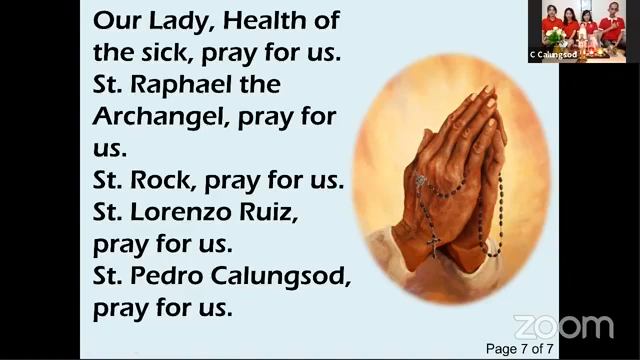 Our Lady, Health of
the sick, pray for us.
St. Raphael the
Archangel, pray for
us.
St. Rock, pray for us.
St. Lorenzo Ruiz,
pray for us.
St. Pedro Calungsod,
pray for us.
C Calungsod
zoom
Page 7 of 7